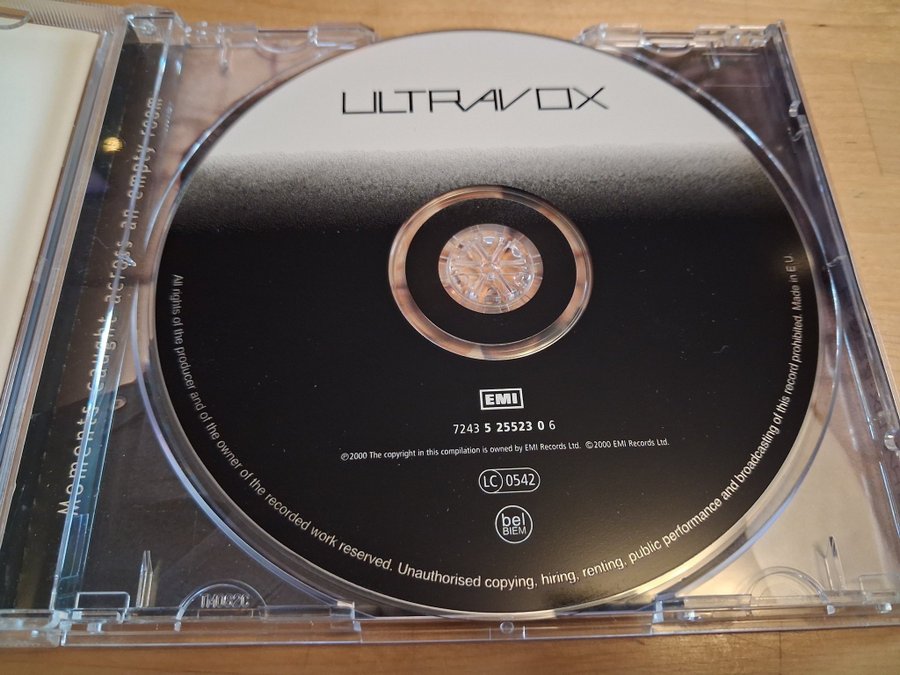 ULTRAVOX
Moments caught across an empty room
EMI
7243 5 25523 0 6
℗2000 The copyright in this compilation is owned by EMI Records Ltd. ©2000 EMI Records Ltd.
LC 0542
bel
BIEM
All rights of the producer and of the owner of the recorded work reserved. Unauthorised copying, hiring, renting, public performance and broadcasting of this record prohibited. Made in E.U.